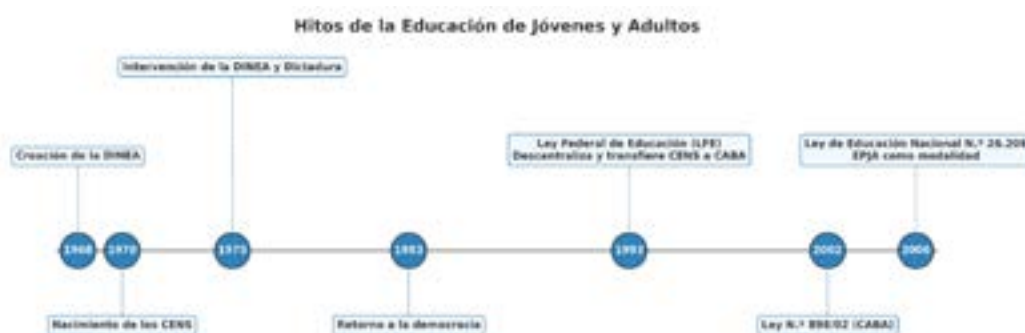 Hitos de la Educación de Jóvenes y Adultos
Intervención de la DINEA y Dictadura
Creación de la DINEA
Ley Federal de Educación (LFE)
Descentraliza y transfiere CENS a CABA
Ley de Educación Nacional N.º 26.206
EPJA como modalidad
1968
1970
1975
1983
1993
2002
2006
Nacimiento de los CENS
Retorno a la democracia
Ley N.º 898/02 (CABA)